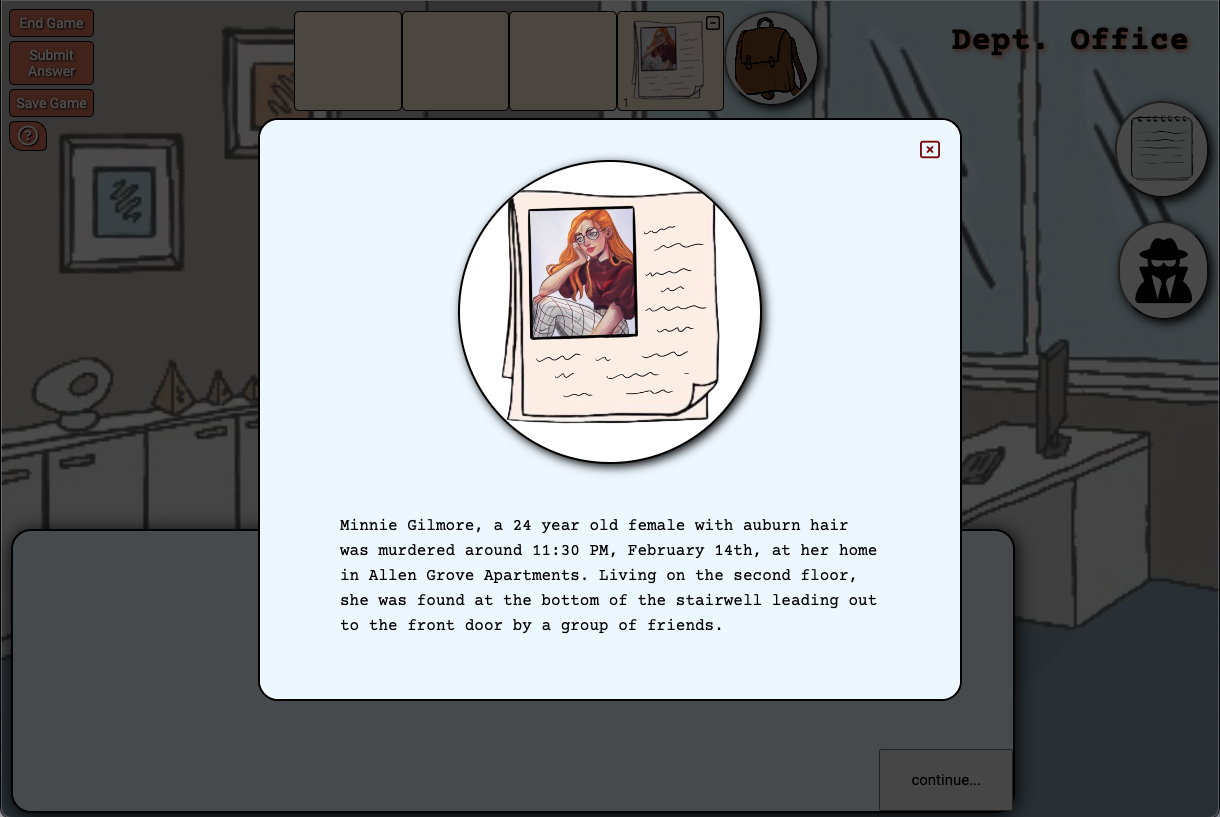 End Game
Submit
Answer
Save Game
?
1
Dept. Office
Minnie Gilmore, a 24 year old female with auburn hair
was murdered around 11:30 PM, February 14th, at her home
in Allen Grove Apartments. Living on the second floor,
she was found at the bottom of the stairwell leading out
to the front door by a group of friends.
continue...